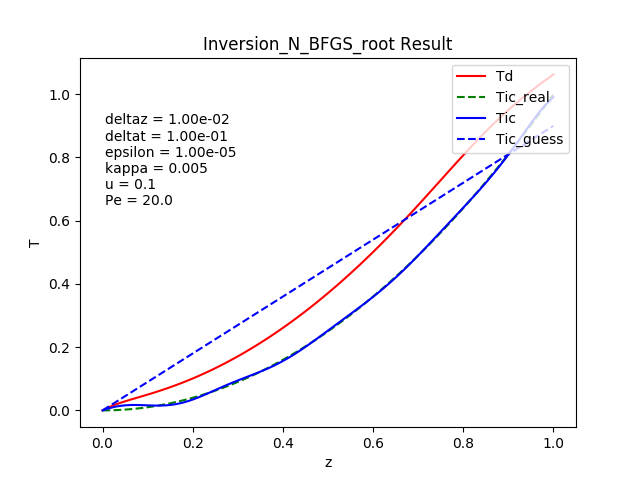 Inversion_N_BFGS_root Result
Td
Tic_real
Tic
Tic_guess
deltaz = 1.00e-02
deltat = 1.00e-01
epsilon = 1.00e-05
kappa = 0.005
u = 0.1
Pe = 20.0
T
1.0
0.8
0.6
0.4
0.2
0.0
0.0 0.2 0.4 0.6 0.8 1.0
z